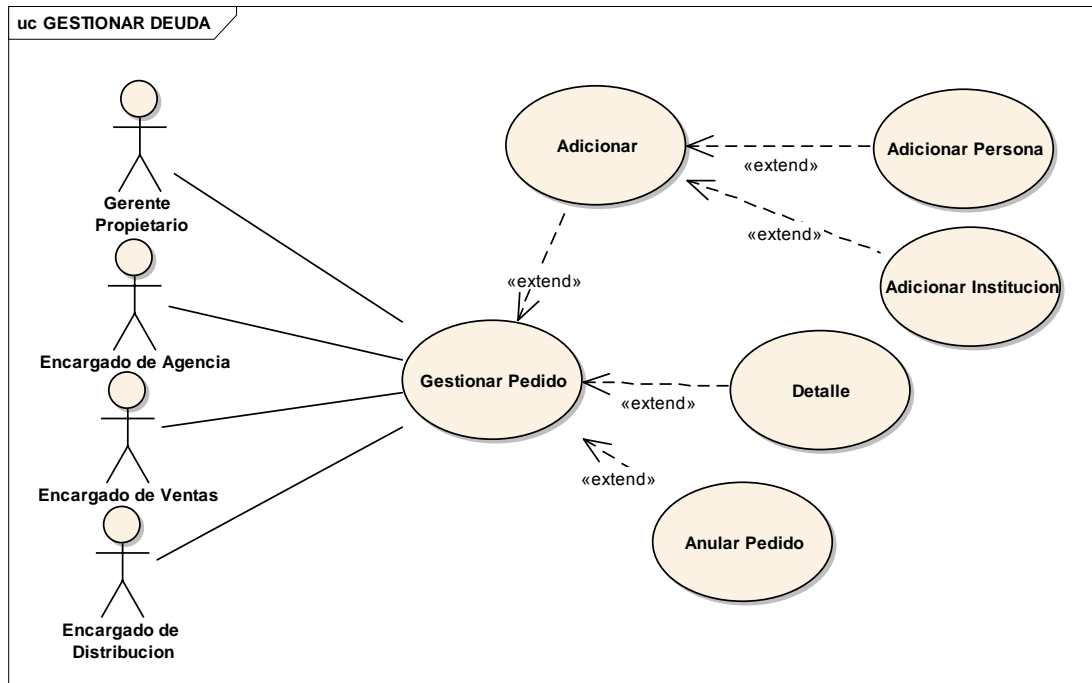 uc GESTIONAR DEUDA
Gerente
Propietario
Encargado de Agencia
Encargado de Ventas
Encargado de
Distribucion
Adicionar
«extend»
Adicionar Persona
«extend»
Adicionar Institucion
«extend»
Gestionar Pedido
«extend»
Detalle
«extend»
Anular Pedido